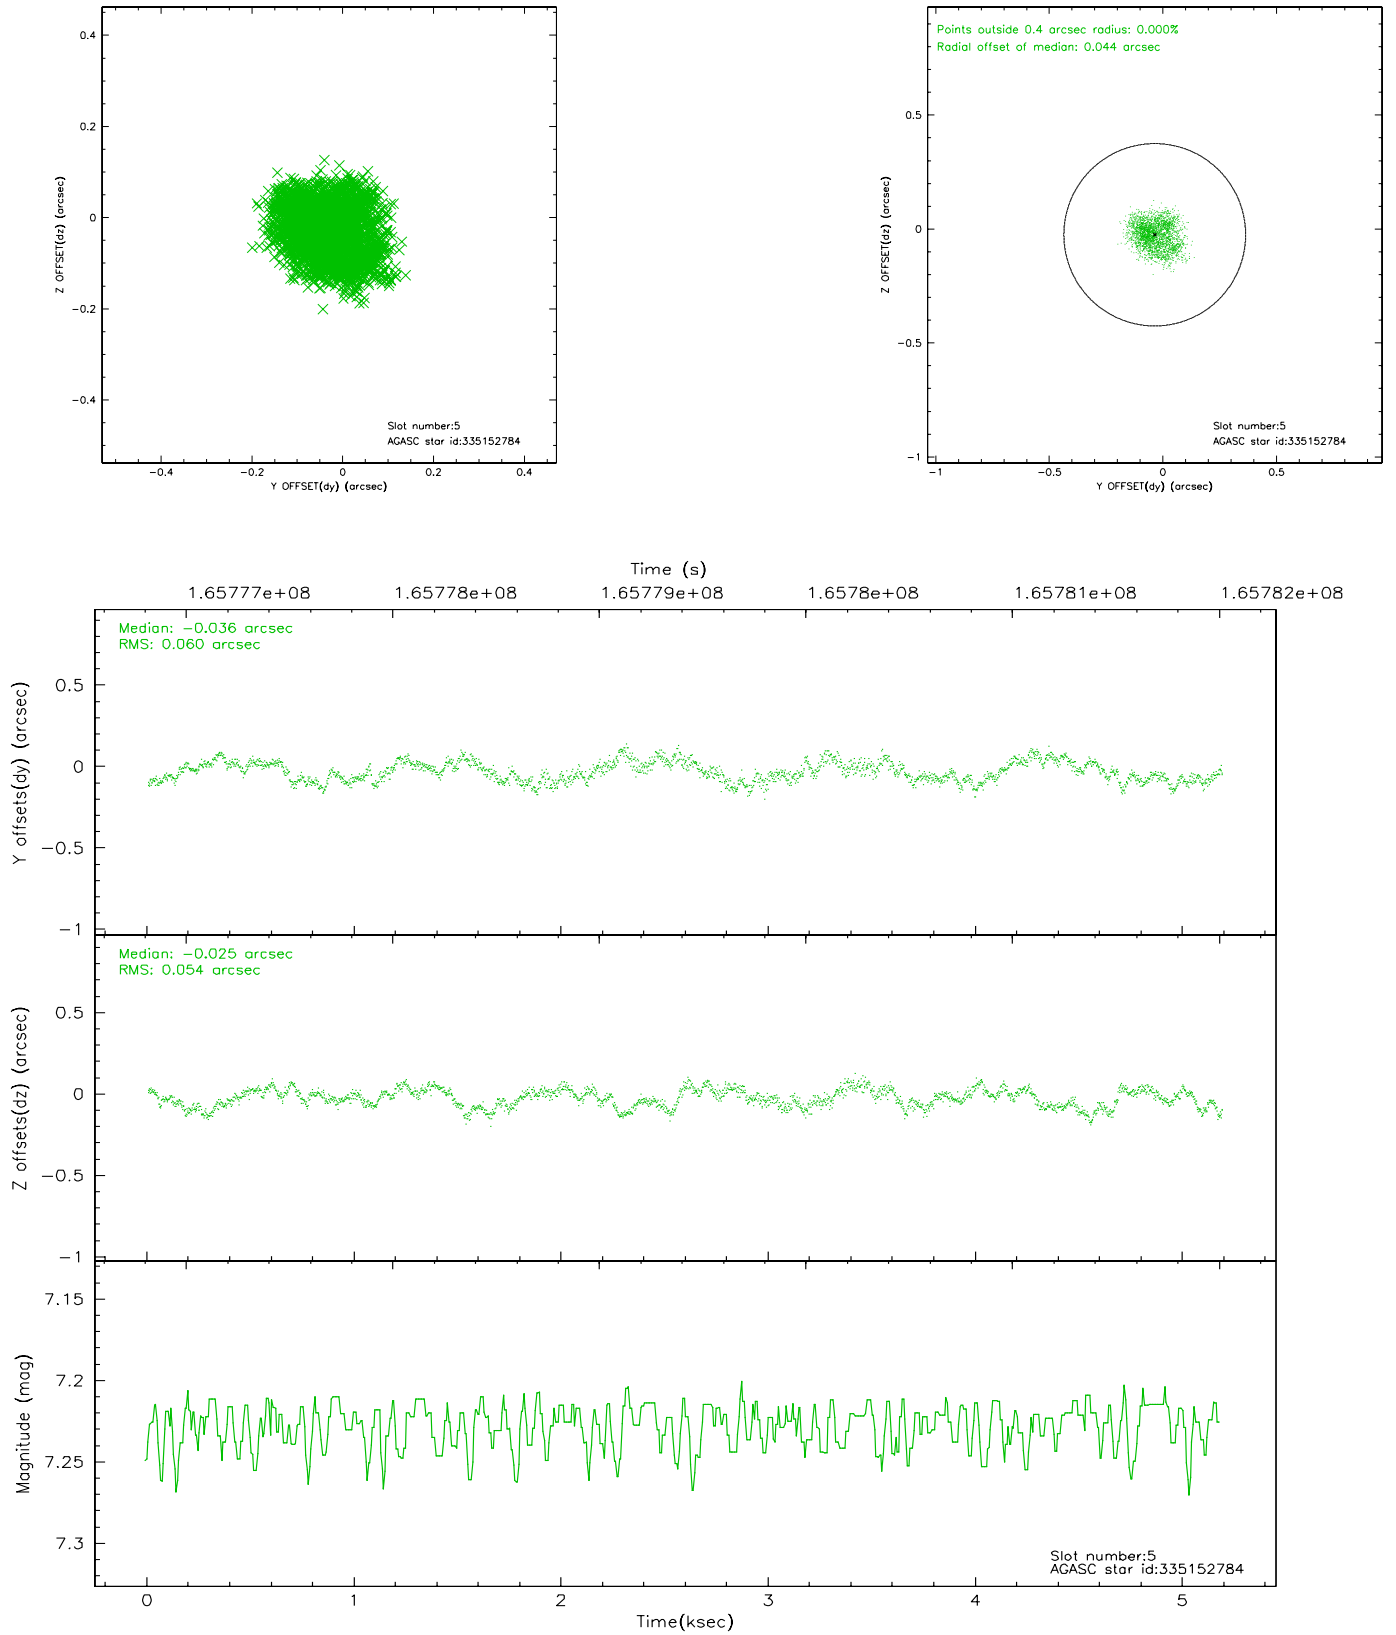 0.4
0.2
0
−0.2
−0.4
Z OFFSET(dz) (arcsec)
Slot number:5
AGASC star id:335152784
−0.4
−0.2
0
0.2
0.4
Y OFFSET(dy) (arcsec)
Points outside 0.4 arcsec radius: 0.000%
Radial offset of median: 0.044 arcsec
0.5
0
−0.5
−1
Z OFFSET(dz) (arcsec)
Slot number:5
AGASC star id:335152784
−1
−0.5
0
0.5
Y OFFSET(dy) (arcsec)
Time (s)
1.65777e+08
1.65778e+08
1.65779e+08
1.6578e+08
1.65781e+08
1.65782e+08
Median: −0.036 arcsec
RMS: 0.060 arcsec
0.5
0
−0.5
−1
Y offsets(dy) (arcsec)
Median: −0.025 arcsec
RMS: 0.054 arcsec
0.5
0
−0.5
−1
Z offsets(dz) (arcsec)
7.15
7.2
7.25
7.3
Magnitude (mag)
Slot number:5
AGASC star id:335152784
0
1
2
3
4
5
Time(ksec)